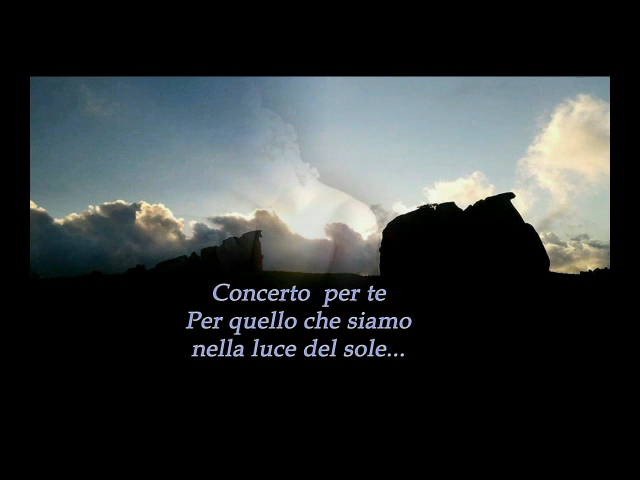 Concerto  per te
Per quello che siamo
nella luce del sole...